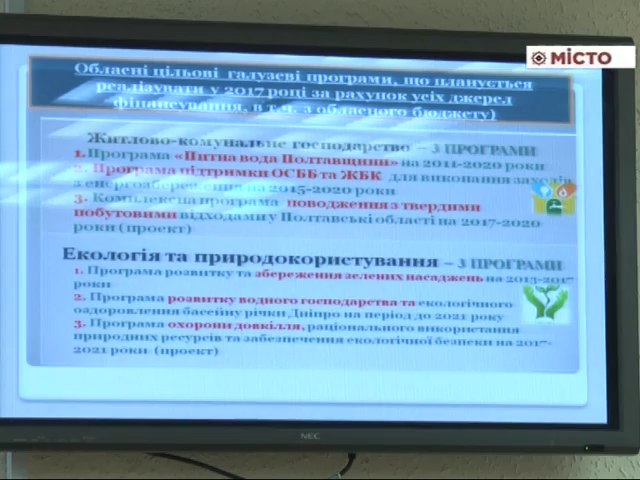 МІСТО
Обласні цільові галузеві програми, що планується
реалізувати у 2017 році за рахунок усіх джерел
фінансування, в т.ч. з обласного бюджету)
Житлово-комунальне господарство – 3 ПРОГРАМИ
1. Програма «Питна вода Полтавщини» на 2011-2020 роки
2. Програма підтримки ОСББ та ЖБК для виконання заходів
з енергозбереження на 2015-2020 роки
3. Комплексна програма поводження з твердими
побутовими відходами у Полтавські області на 2017-2020
роки (проект)
Екологія та природокористування – 3 ПРОГРАМИ
1. Програма розвитку та збереження зелених насаджень на 2013-2017
роки
2. Програма розвитку водного господарства та екологічного
оздоровлення басейну річки Дніпро на період до 2021 року
3. Програма охорони довкілля, раціонального використання
природних ресурсів та забезпечення екологічної безпеки на 2017-
2021 роки (проект)
NEC